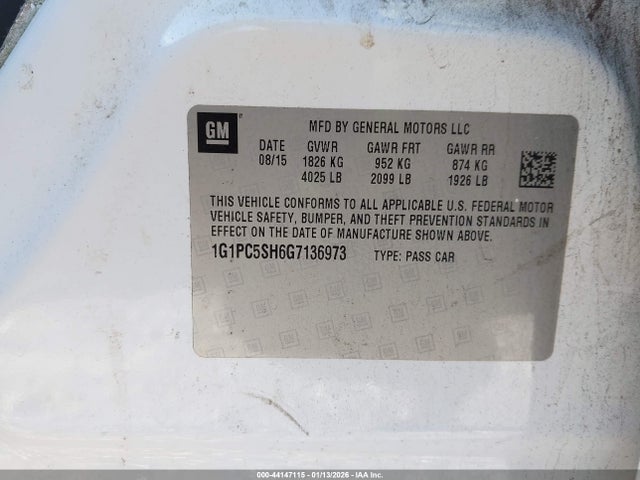 GM
MFD BY GENERAL MOTORS LLC
DATE GVWR GAWR FRT GAWR RR
08/15 1826 KG 952 KG 874 KG
4025 LB 2099 LB 1926 LB
THIS VEHICLE CONFORMS TO ALL APPLICABLE U.S. FEDERAL MOTOR
VEHICLE SAFETY, BUMPER, AND THEFT PREVENTION STANDARDS IN
EFFECT ON THE DATE OF MANUFACTURE SHOWN ABOVE.
1G1PC5SH6G7136973 TYPE: PASS CAR
000-44147115 - 01/13/2026 - IAA Inc.